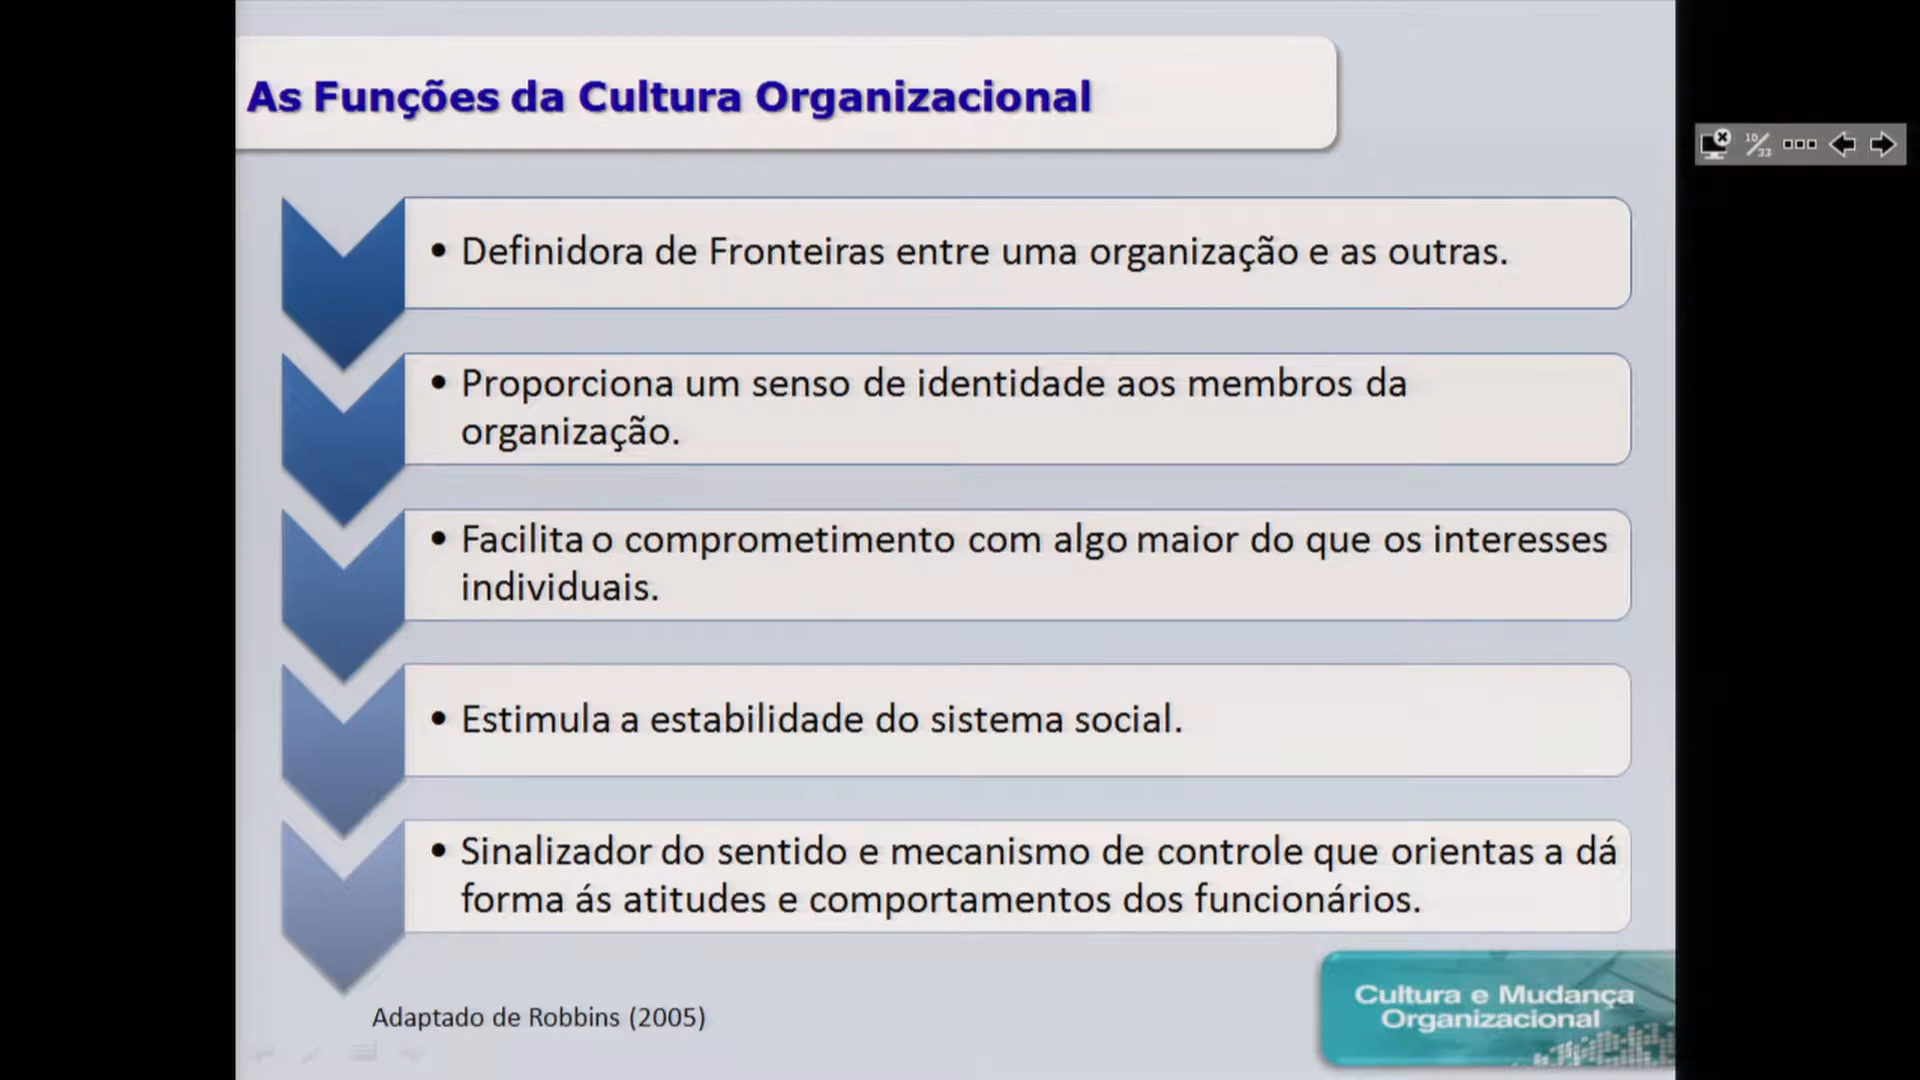 As Funções da Cultura Organizacional
10/33
• Definidora de Fronteiras entre uma organização e as outras.
• Proporciona um senso de identidade aos membros da
organização.
• Facilita o comprometimento com algo maior do que os interesses
individuais.
• Estimula a estabilidade do sistema social.
• Sinalizador do sentido e mecanismo de controle que orientas a dá
forma ás atitudes e comportamentos dos funcionários.
Adaptado de Robbins (2005)
Cultura e Mudança
Organizacional